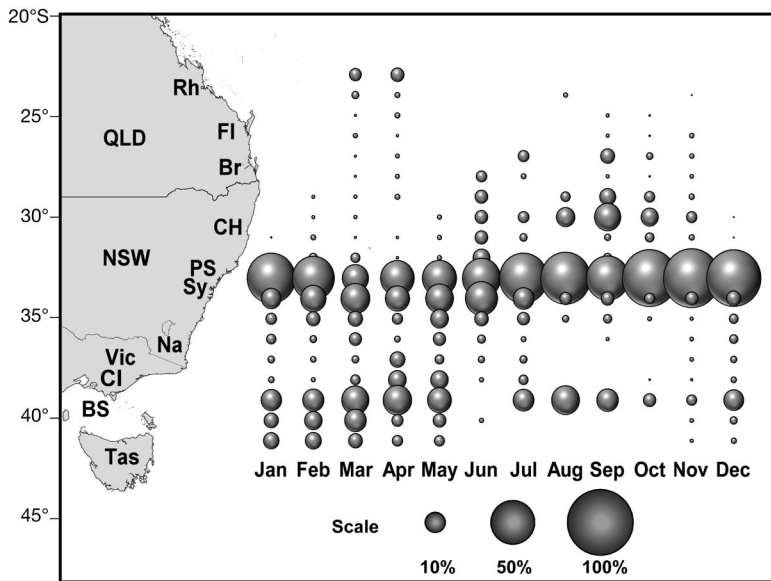 20°S
Rh
25°
Fl
QLD
Br
30°
CH
NSW
PS
Sy
35°
Na
Vic
CI
BS
40°
Tas
Jan Feb Mar Apr May Jun Jul Aug Sep Oct Nov Dec
45°
Scale
10% 50% 100%